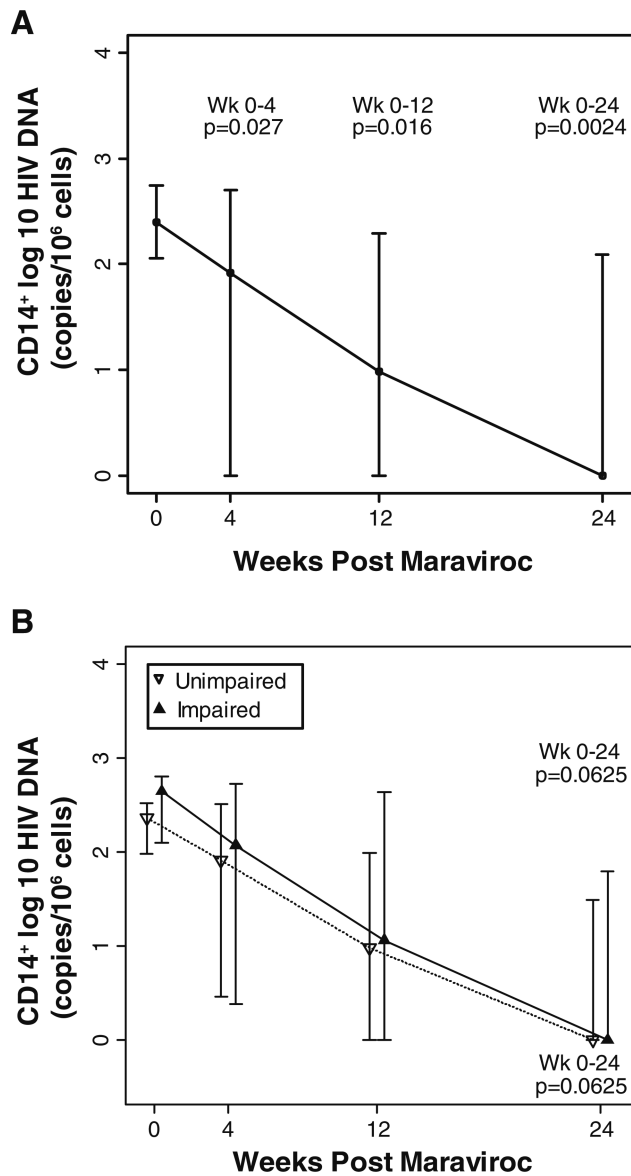 A
CD14⁺ log 10 HIV DNA
(copies/10⁶ cells)
4
3
2
1
0
Wk 0-4
p=0.027
Wk 0-12
p=0.016
Wk 0-24
p=0.0024
0 4 12 24
Weeks Post Maraviroc
B
CD14⁺ log 10 HIV DNA
(copies/10⁶ cells)
4
3
2
1
0
Unimpaired
Impaired
Wk 0-24
p=0.0625
Wk 0-24
p=0.0625
0 4 12 24
Weeks Post Maraviroc